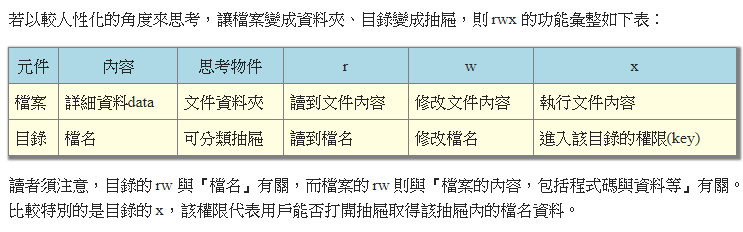 若以較人性化的角度來思考，讓檔案變成資料夾、目錄變成抽屜，則 rwx 的功能彙整如下表：
元件 內容 思考物件 r w x
檔案 詳細資料data 文件資料夾 讀到文件內容 修改文件內容 執行文件內容
目錄 檔名 可分類抽屜 讀到檔名 修改檔名 進入該目錄的權限(key)
讀者須注意，目錄的 rw 與『檔名』有關，而檔案的 rw 則與『檔案的內容，包括程式碼與資料等』有關。
比較特別的是目錄的 x，該權限代表用戶能否打開抽屜取得該抽屜內的檔名資料。